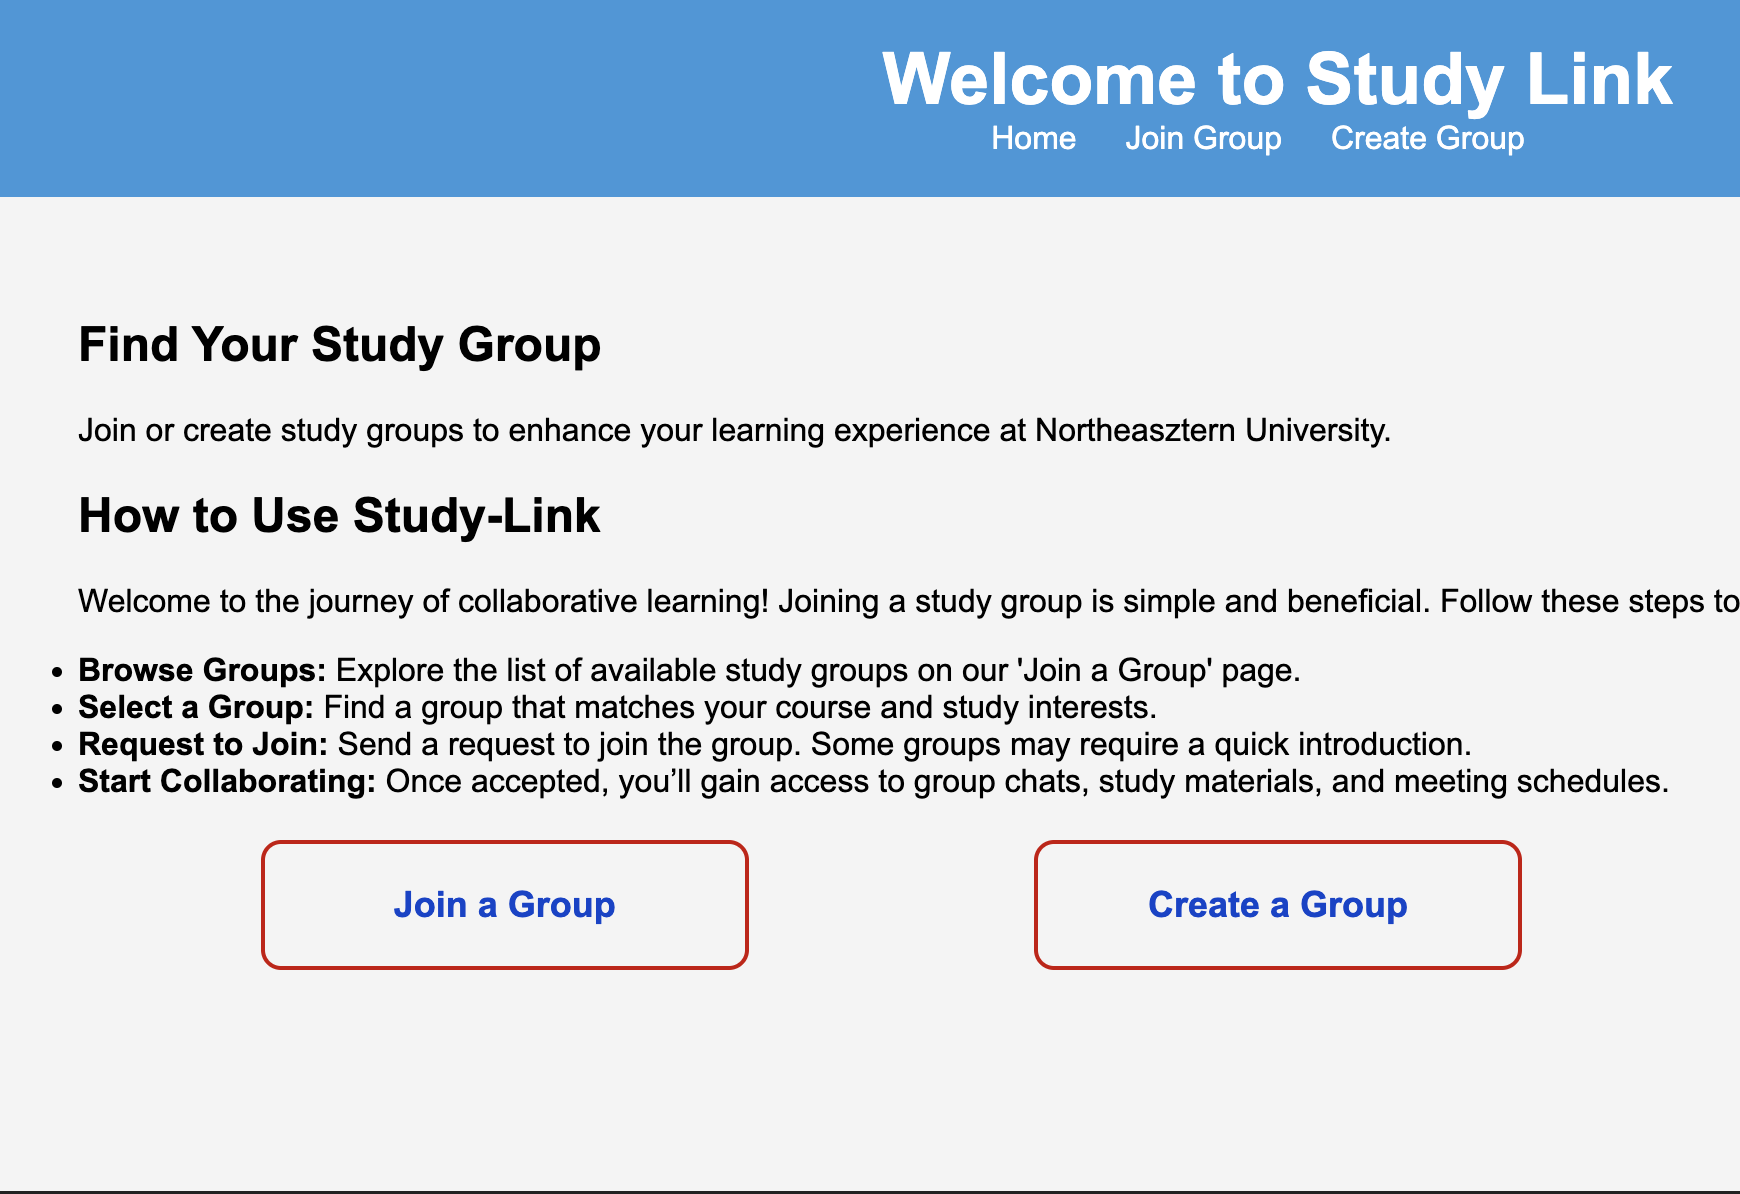 Welcome to Study Link
Home Join Group Create Group
Find Your Study Group
Join or create study groups to enhance your learning experience at Northeasztern University.
How to Use Study-Link
Welcome to the journey of collaborative learning! Joining a study group is simple and beneficial. Follow these steps to
• Browse Groups: Explore the list of available study groups on our 'Join a Group' page.
• Select a Group: Find a group that matches your course and study interests.
• Request to Join: Send a request to join the group. Some groups may require a quick introduction.
• Start Collaborating: Once accepted, you’ll gain access to group chats, study materials, and meeting schedules.
Join a Group Create a Group